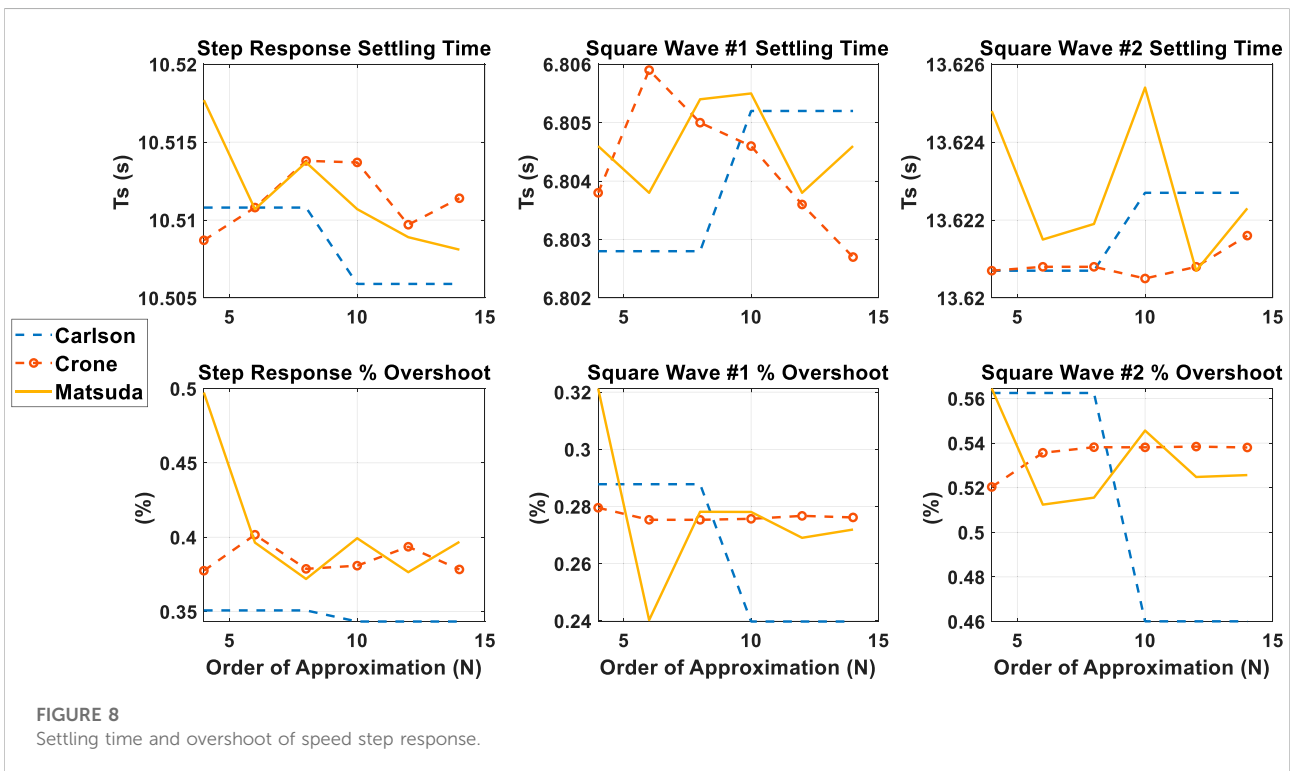 Step Response Settling Time
Square Wave #1 Settling Time
Square Wave #2 Settling Time
10.52
10.515
10.51
10.505
Ts (s)
5
10
15
6.806
6.805
6.804
6.803
6.802
Ts (s)
5
10
15
13.626
13.624
13.622
13.62
Ts (s)
5
10
15
Carlson
Crone
Matsuda
Step Response % Overshoot
Square Wave #1 % Overshoot
Square Wave #2 % Overshoot
0.5
0.45
0.4
0.35
(%)
5
10
15
Order of Approximation (N)
0.32
0.3
0.28
0.26
0.24
(%)
5
10
15
Order of Approximation (N)
0.56
0.54
0.52
0.5
0.48
0.46
(%)
5
10
15
Order of Approximation (N)
FIGURE 8
Settling time and overshoot of speed step response.